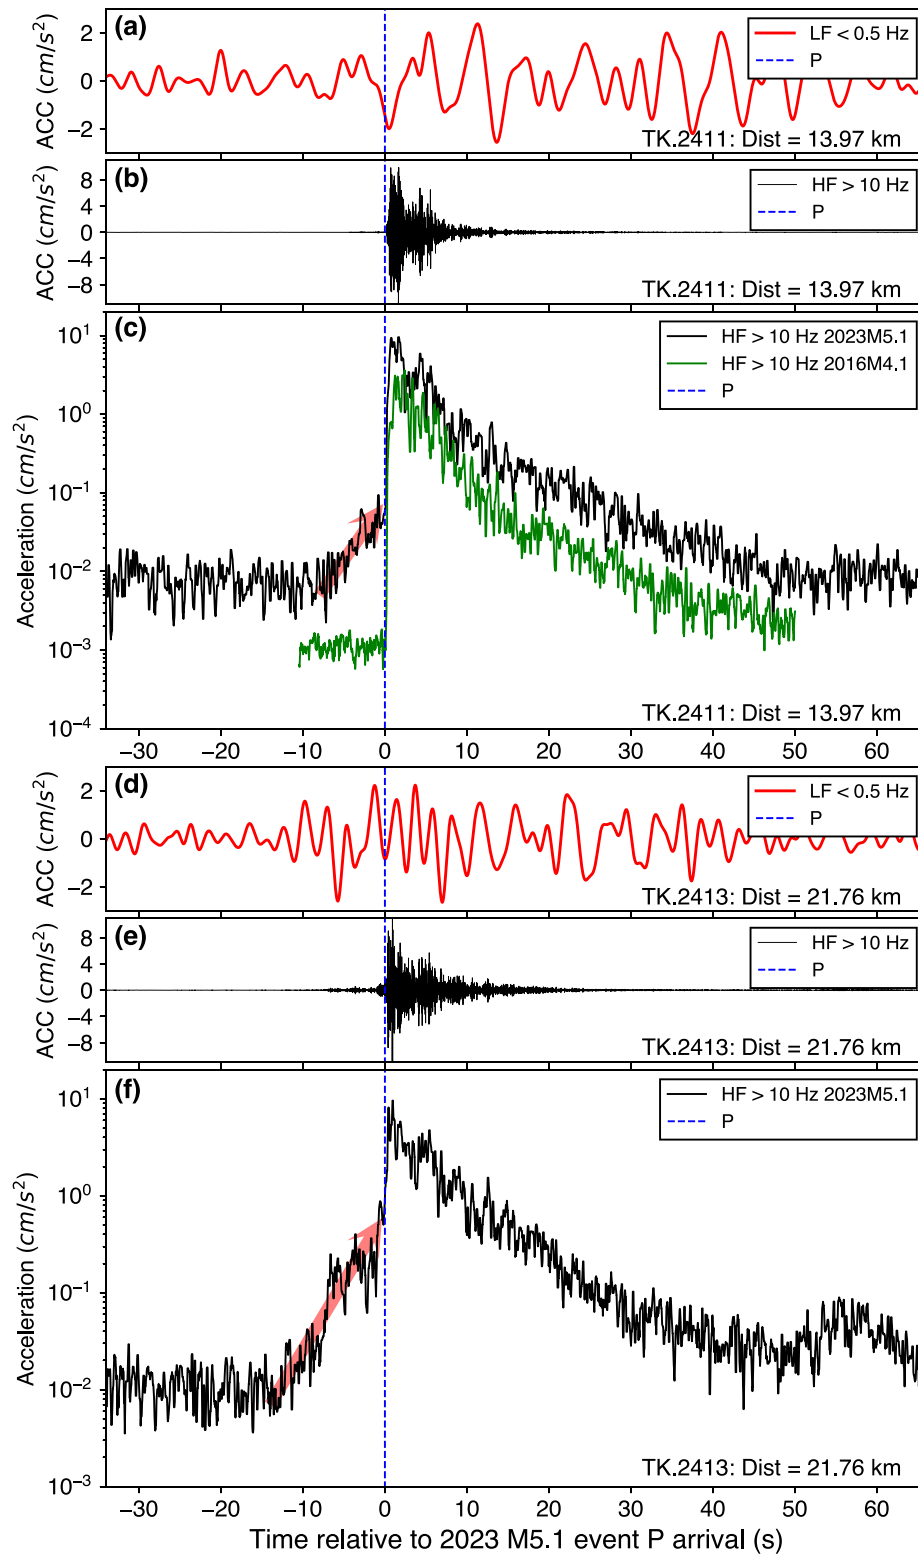 (a)
LF < 0.5 Hz
P
ACC (cm/s²)
2
0
−2
TK.2411: Dist = 13.97 km
(b)
HF > 10 Hz
P
ACC (cm/s²)
8
4
0
−4
−8
TK.2411: Dist = 13.97 km
(c)
HF > 10 Hz 2023M5.1
HF > 10 Hz 2016M4.1
P
Acceleration (cm/s²)
10¹
10⁰
10⁻¹
10⁻²
10⁻³
10⁻⁴
TK.2411: Dist = 13.97 km
−30 −20 −10 0 10 20 30 40 50 60
(d)
LF < 0.5 Hz
P
ACC (cm/s²)
2
0
−2
TK.2413: Dist = 21.76 km
(e)
HF > 10 Hz
P
ACC (cm/s²)
8
4
0
−4
−8
TK.2413: Dist = 21.76 km
(f)
HF > 10 Hz 2023M5.1
P
Acceleration (cm/s²)
10¹
10⁰
10⁻¹
10⁻²
10⁻³
TK.2413: Dist = 21.76 km
−30 −20 −10 0 10 20 30 40 50 60
Time relative to 2023 M5.1 event P arrival (s)